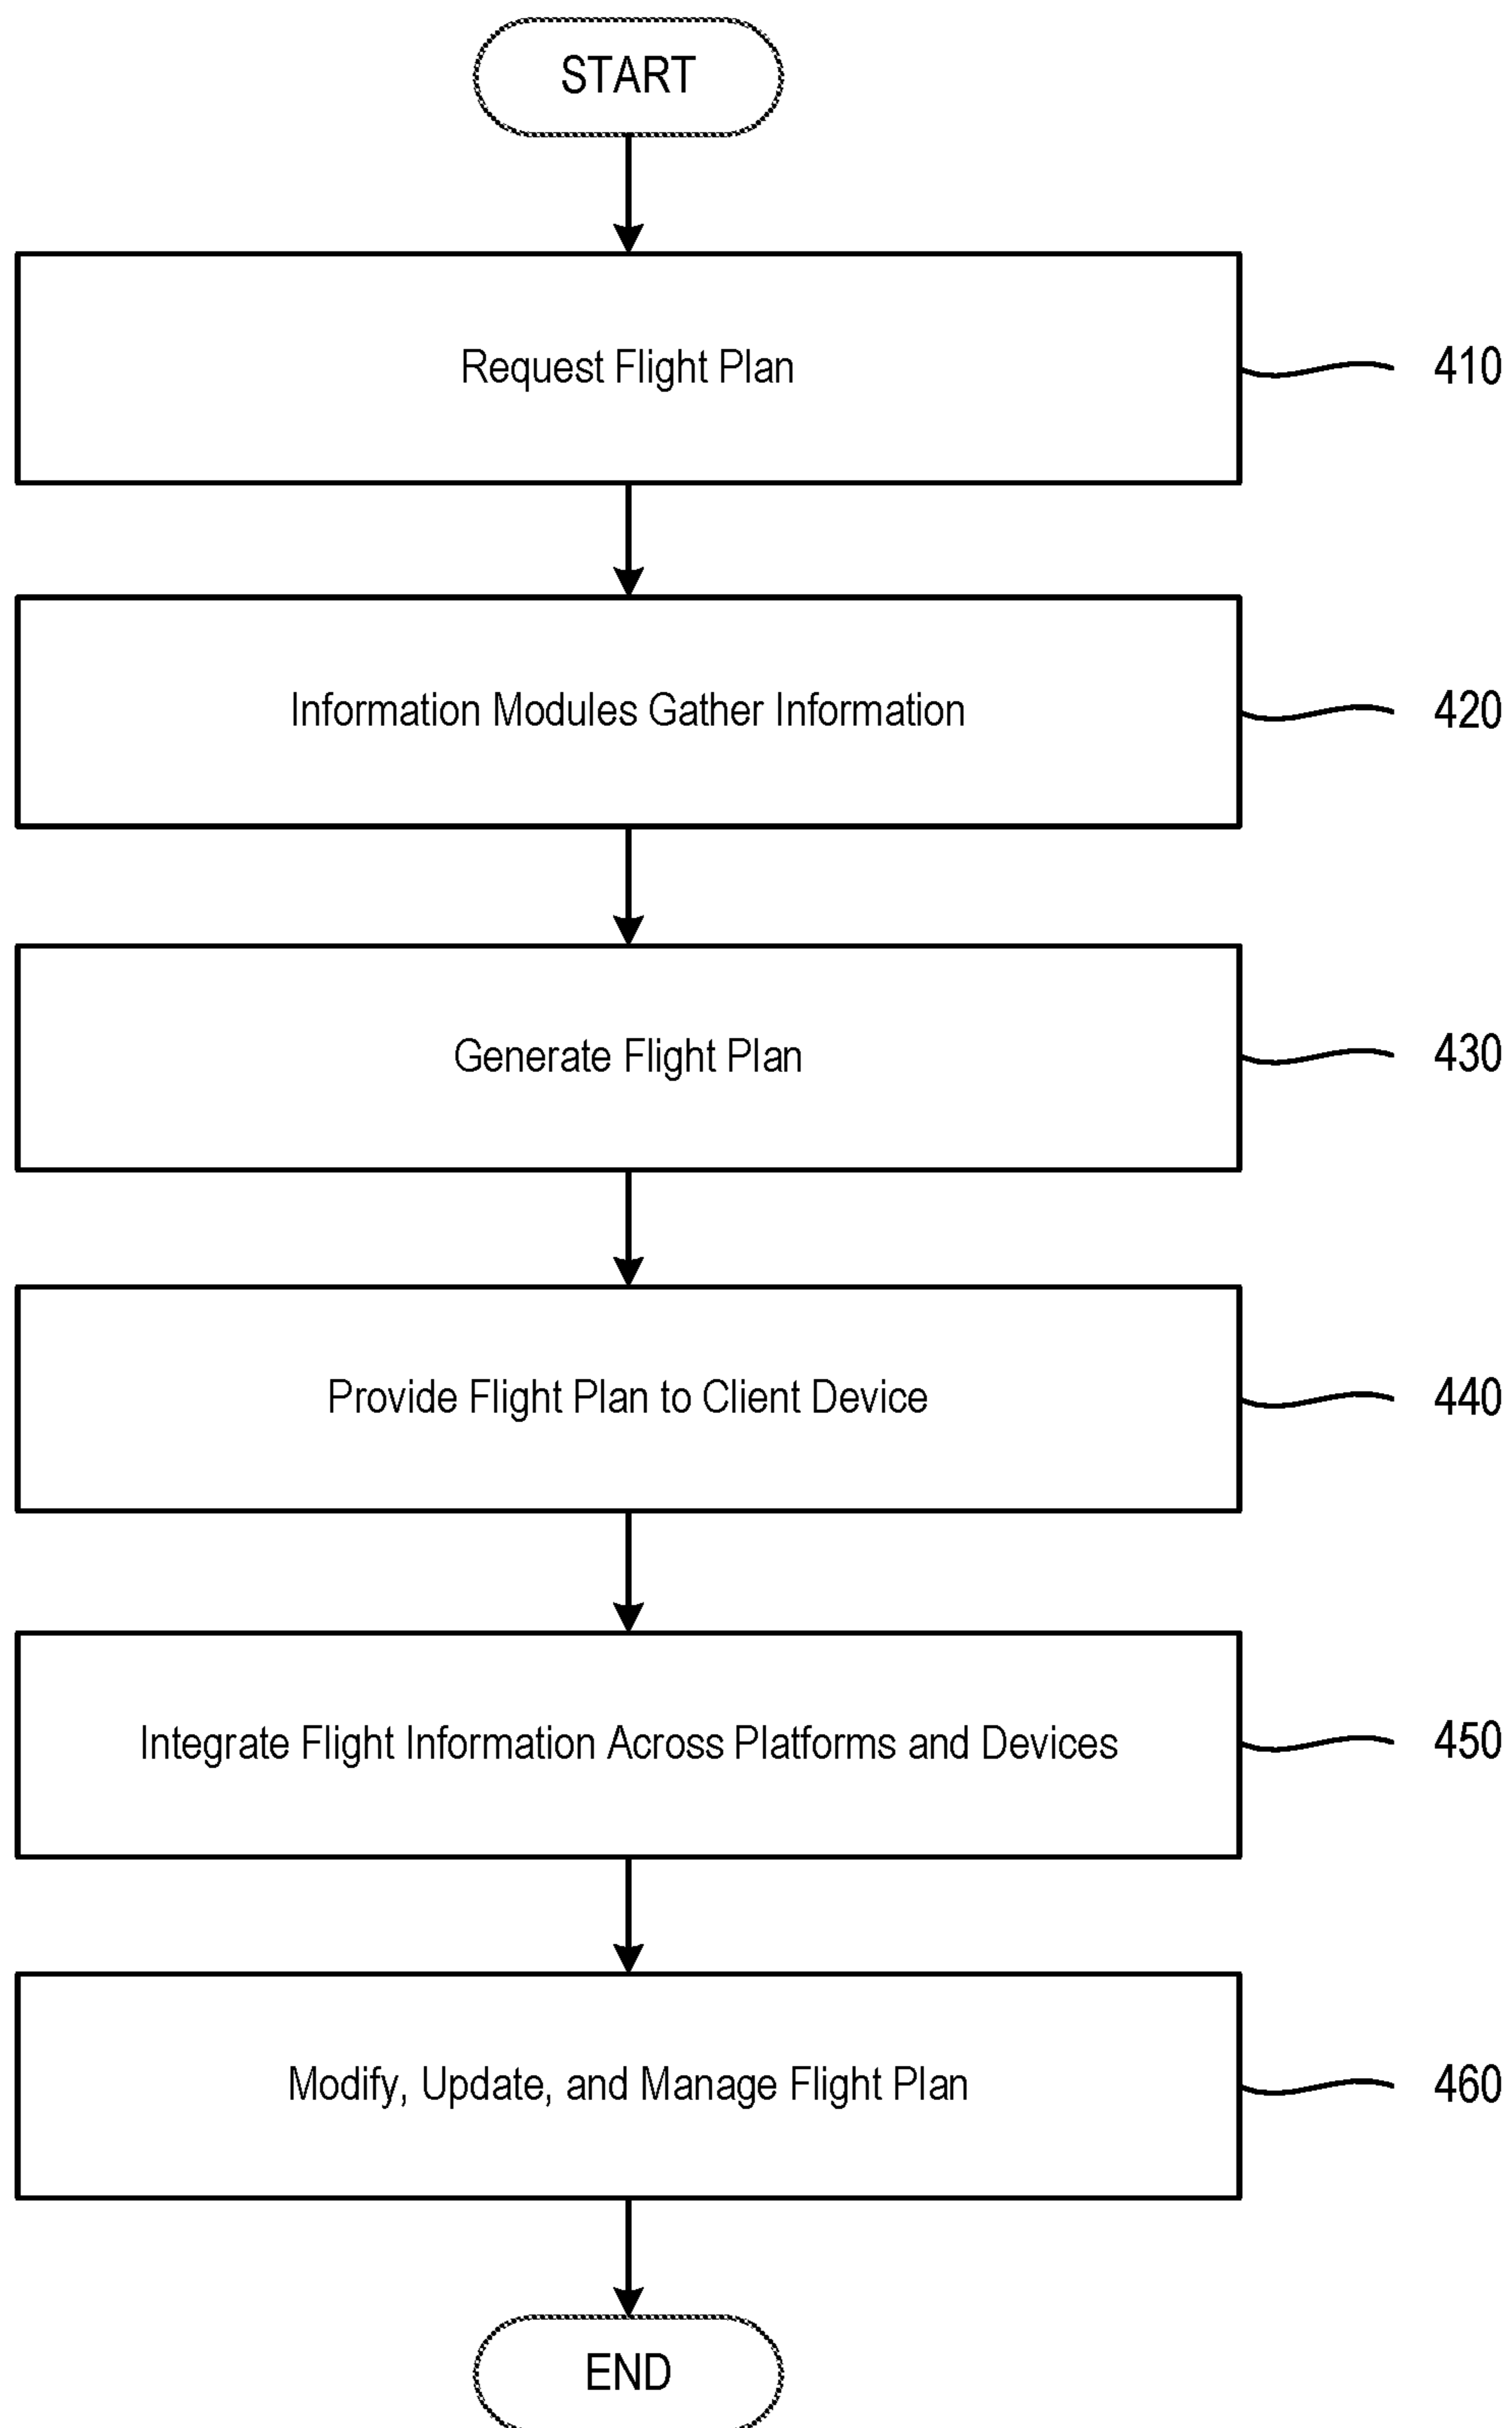 START
Request Flight Plan
410
Information Modules Gather Information
420
Generate Flight Plan
430
Provide Flight Plan to Client Device
440
Integrate Flight Information Across Platforms and Devices
450
Modify, Update, and Manage Flight Plan
460
END